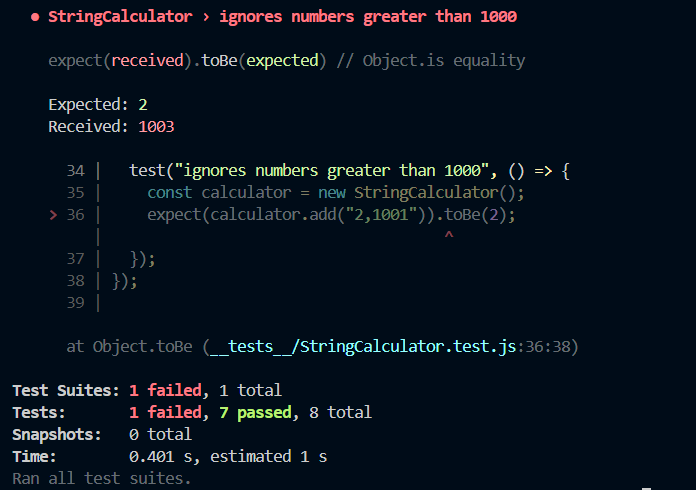 ● StringCalculator › ignores numbers greater than 1000
expect(received).toBe(expected) // Object.is equality
Expected: 2
Received: 1003
34 |   test("ignores numbers greater than 1000", () => {
35 |     const calculator = new StringCalculator();
> 36 |     expect(calculator.add("2,1001")).toBe(2);
|                                      ^
37 |   });
38 | });
39 |
at Object.toBe (__tests__/StringCalculator.test.js:36:38)
Test Suites: 1 failed, 1 total
Tests:       1 failed, 7 passed, 8 total
Snapshots:   0 total
Time:        0.401 s, estimated 1 s
Ran all test suites.